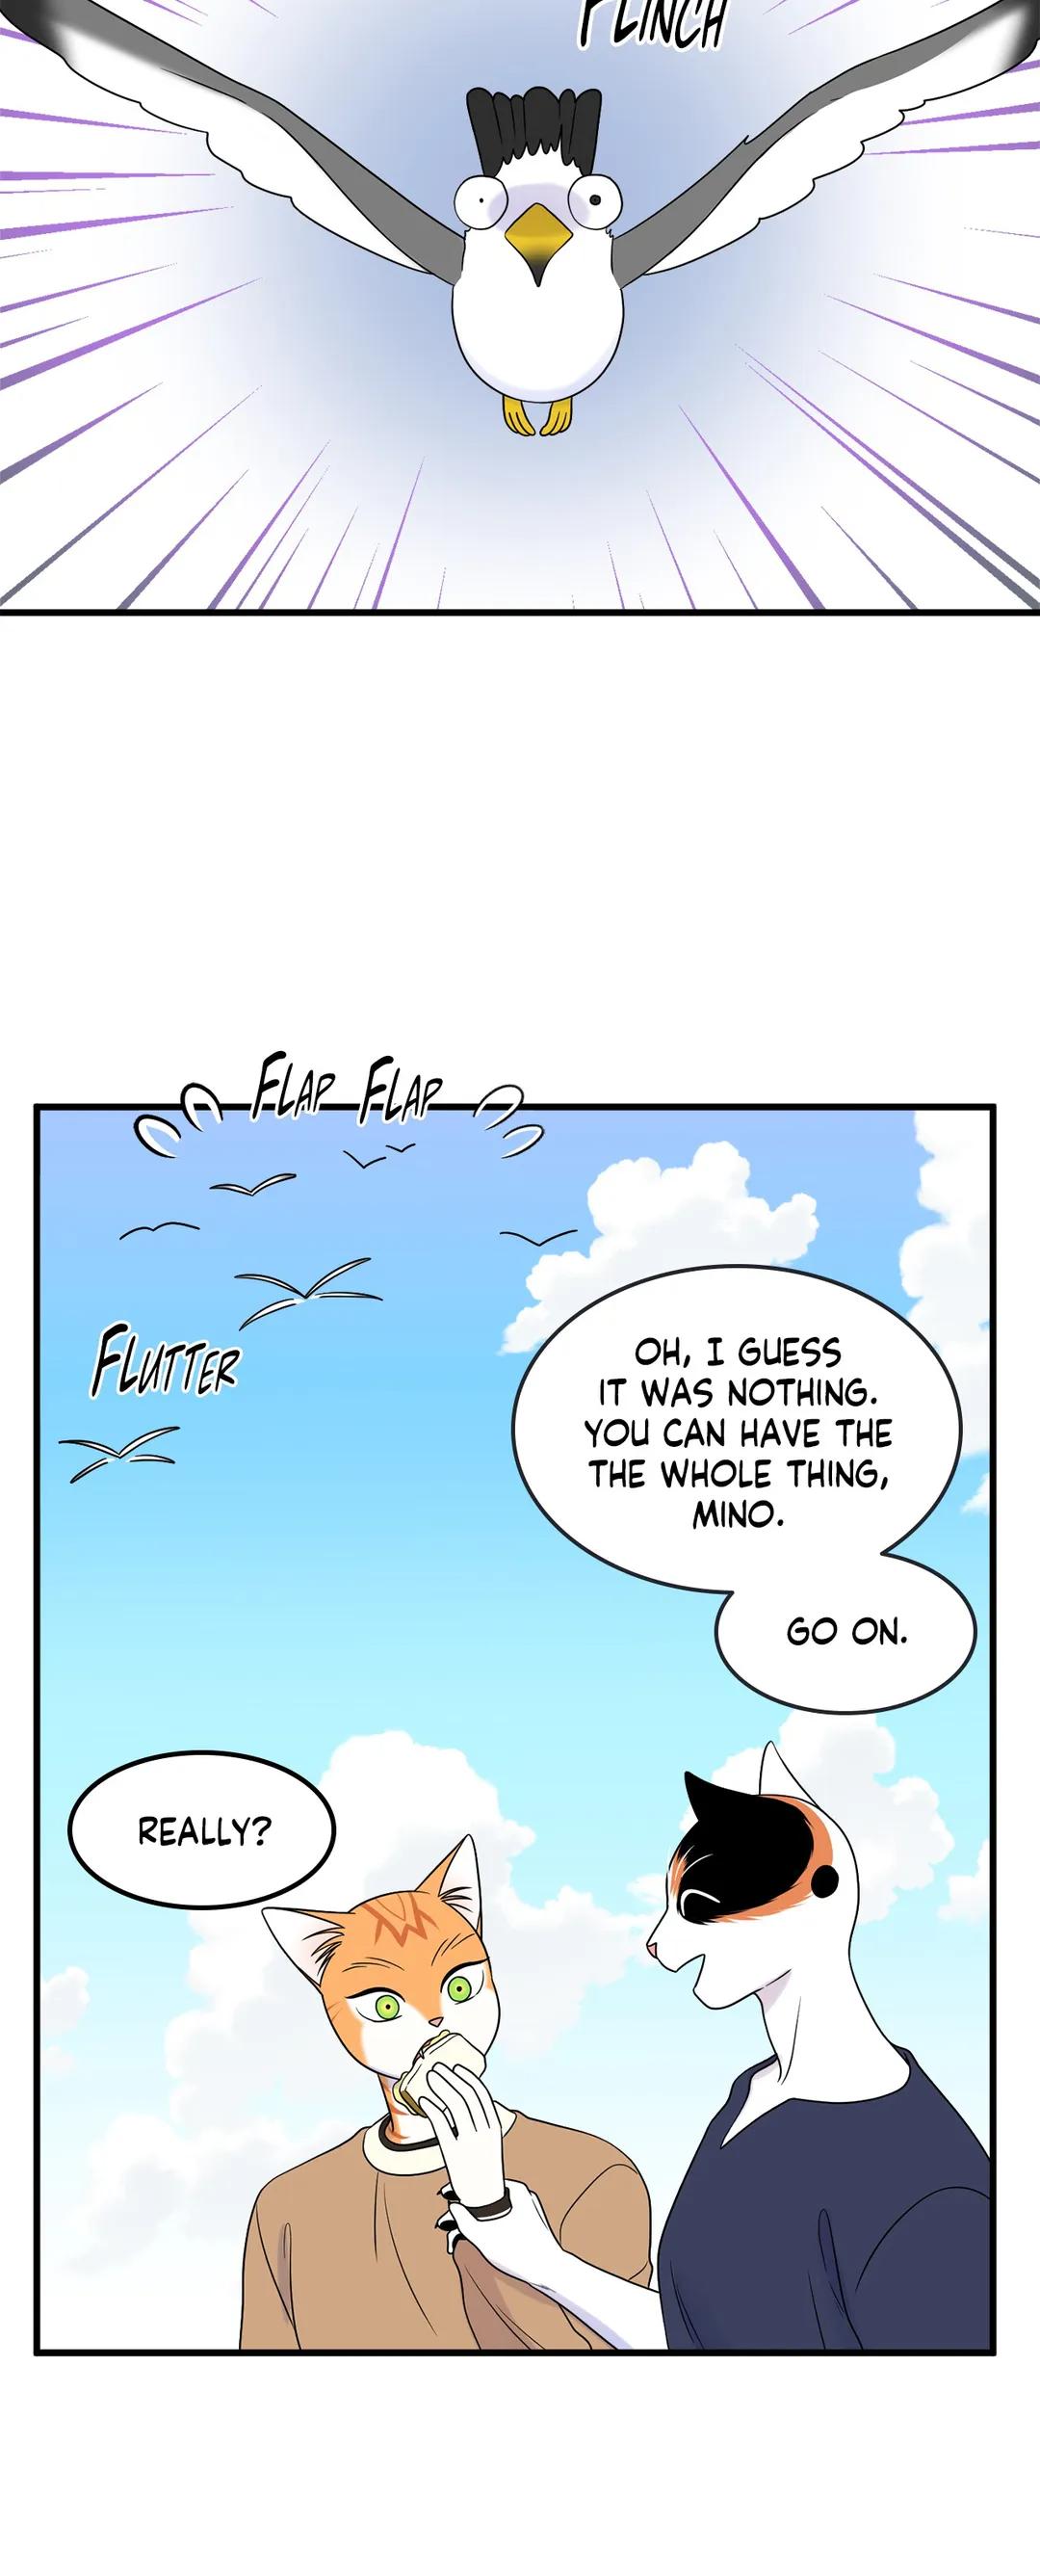 FLINCH
FLAP FLAP
FLUTTER
OH, I GUESS
IT WAS NOTHING.
YOU CAN HAVE THE
THE WHOLE THING,
MINO.
GO ON.
REALLY?